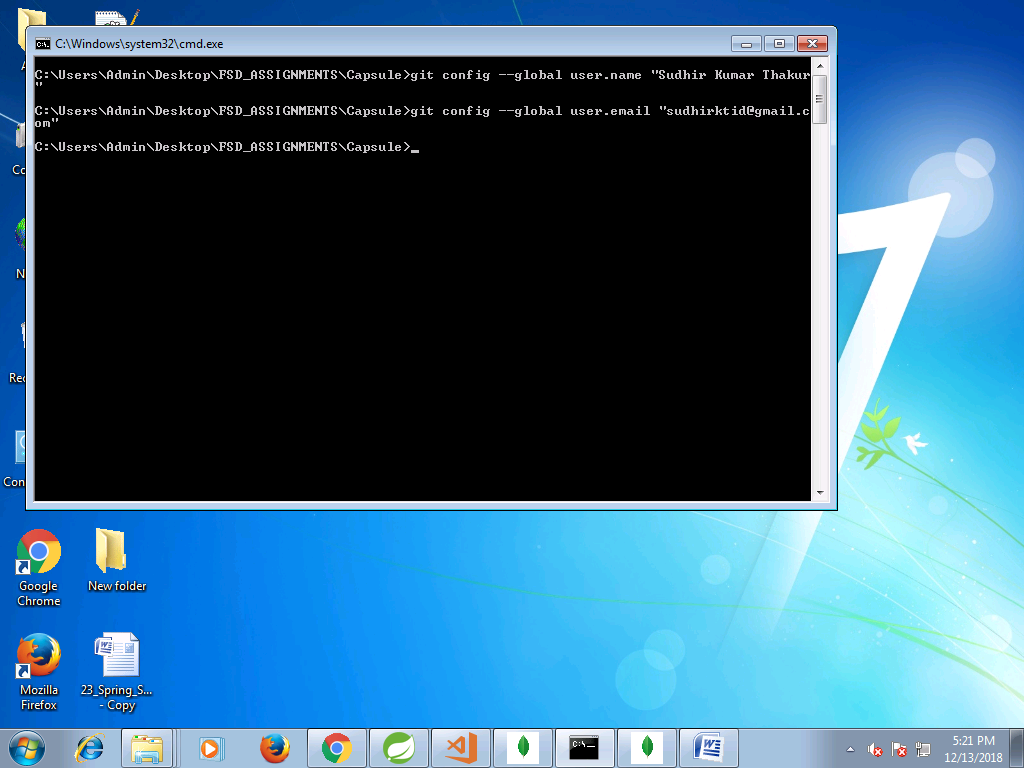 C:\Windows\system32\cmd.exe
C:\Users\Admin\Desktop\FSD_ASSIGNMENTS\Capsule>git config --global user.name "Sudhir Kumar Thakur
"
C:\Users\Admin\Desktop\FSD_ASSIGNMENTS\Capsule>git config --global user.email "sudhirktid@gmail.c
om"
C:\Users\Admin\Desktop\FSD_ASSIGNMENTS\Capsule>_
Google
Chrome
New folder
Mozilla
Firefox
23_Spring_S...
- Copy
5:21 PM
12/13/2018